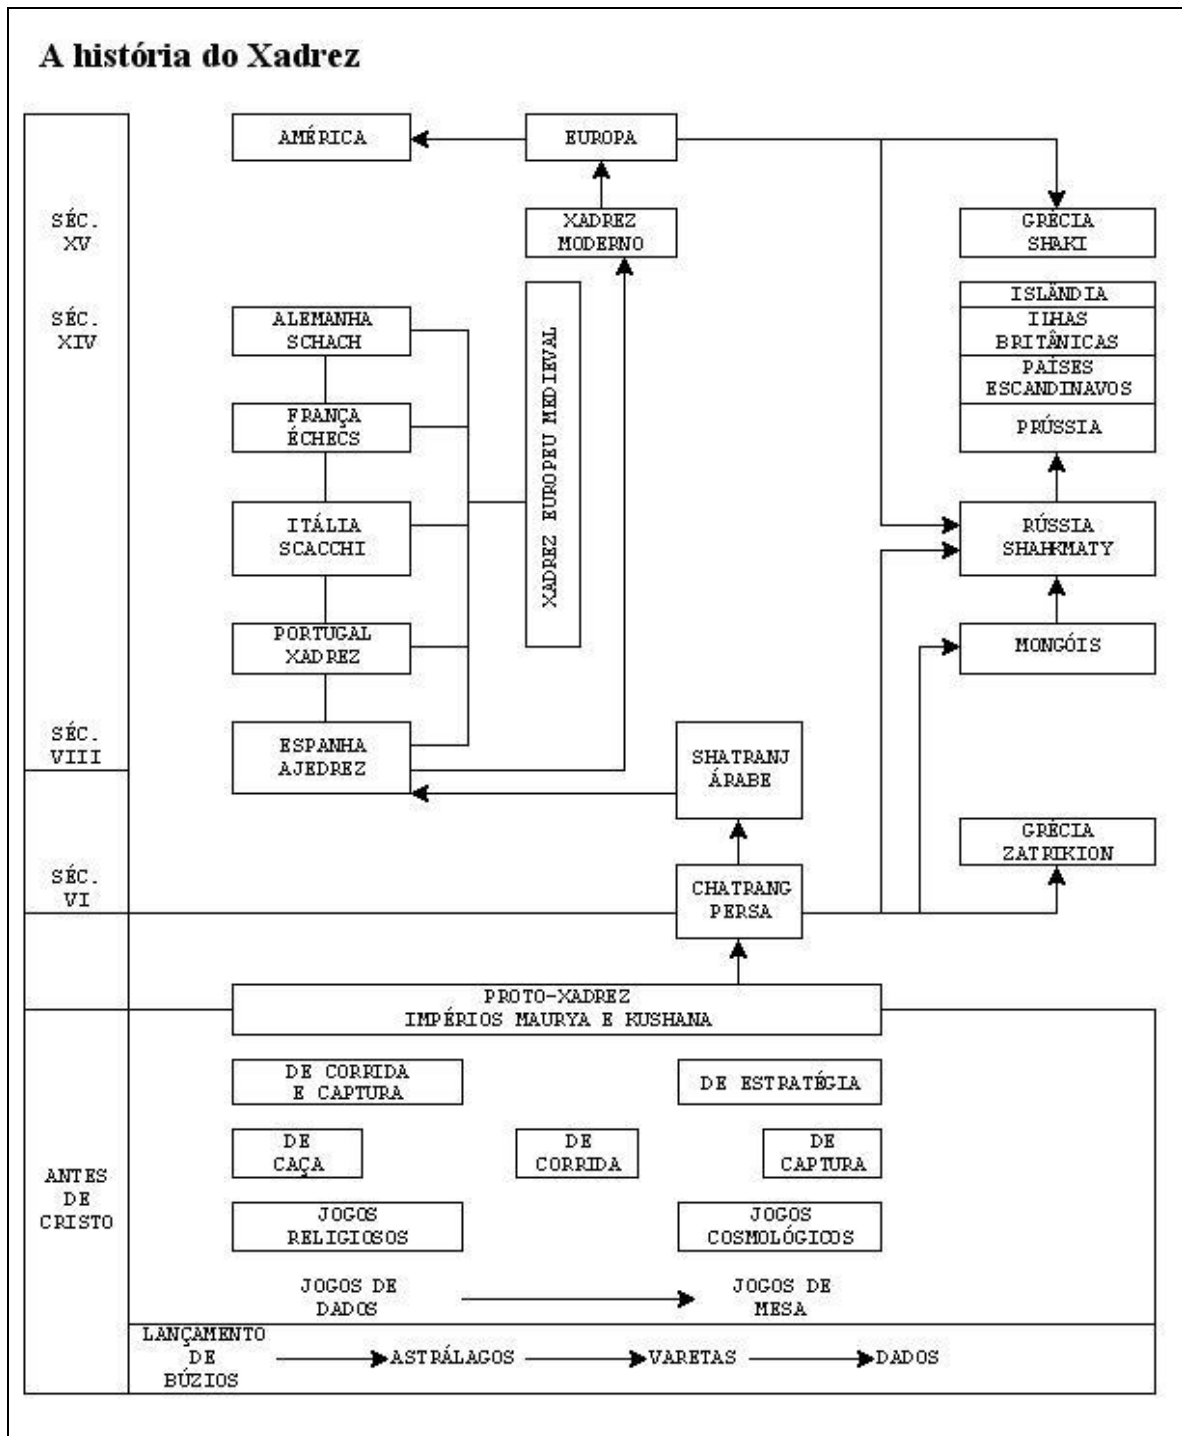 A história do Xadrez
AMÉRICA
EUROPA
SÉC.
XV
XADREZ
MODERNO
GRÉCIA
SHAKI
SÉC.
XIV
ALEMANHA
SCHACH
ISLÂNDIA
ILHAS
BRITÂNICAS
PAÍSES
ESCANDINAVOS
PRÚSSIA
FRANÇA
ÉCHECS
XADREZ EUROPEU MEDIEVAL
ITÁLIA
SCACCHI
RÚSSIA
SHAHKMATY
PORTUGAL
XADREZ
MONGÓIS
SÉC.
VIII
ESPANHA
AJEDREZ
SHATRANJ
ÁRABE
GRÉCIA
ZATRIKION
SÉC.
VI
CHATRANG
PERSA
PROTO-XADREZ
IMPÉRIOS MAURYA E KUSHANA
DE CORRIDA
E CAPTURA
DE ESTRATÉGIA
DE
CAÇA
DE
CORRIDA
DE
CAPTURA
ANTES
DE
CRISTO
JOGOS
RELIGIOSOS
JOGOS
COSMOLÓGICOS
JOGOS DE
DADOS
JOGOS DE
MESA
LANÇAMENTO
DE
BÚZIOS
ASTRÁLAGOS
VARETAS
DADOS